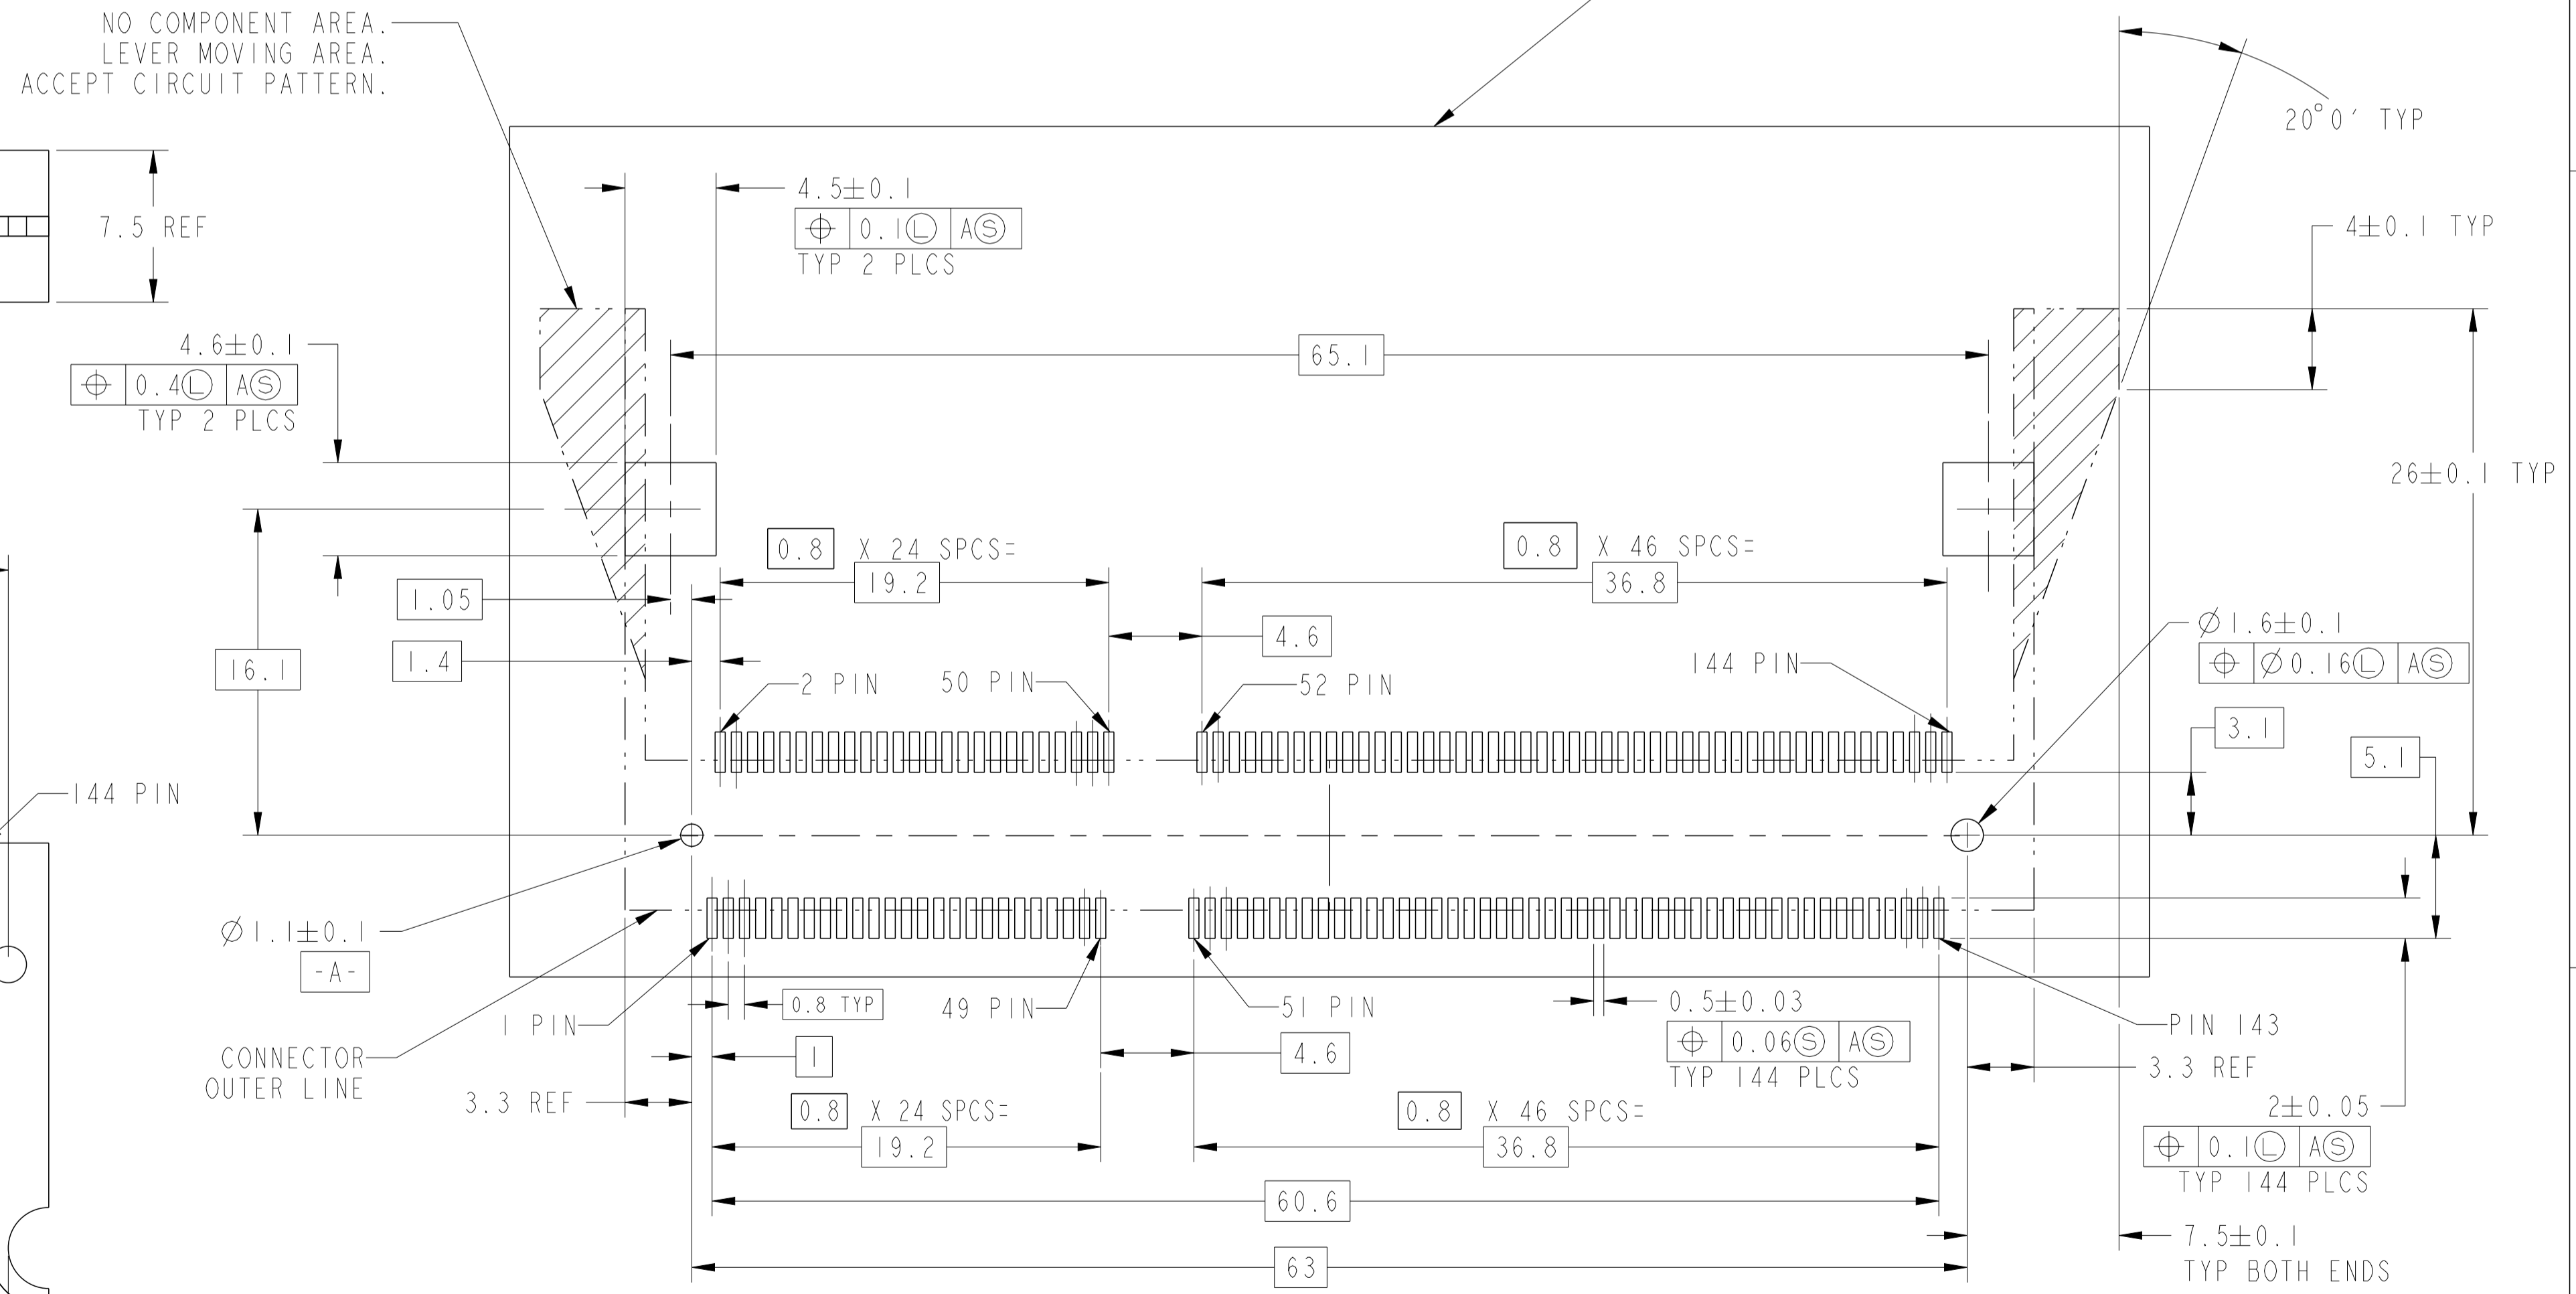 NO COMPONENT AREA.
LEVER MOVING AREA.
ACCEPT CIRCUIT PATTERN.
20°0′ TYP
7.5 REF
4.5±0.1
⌖ 0.1Ⓛ AⓈ
TYP 2 PLCS
4±0.1 TYP
4.6±0.1
⌖ 0.4Ⓛ AⓈ
TYP 2 PLCS
65.1
26±0.1 TYP
0.8 X 24 SPCS=
19.2
0.8 X 46 SPCS=
36.8
1.05
4.6
1.4
16.1
2 PIN
50 PIN
52 PIN
144 PIN
Ø1.6±0.1
⌖ Ø0.16Ⓛ AⓈ
3.1
5.1
144 PIN
Ø1.1±0.1
-A-
CONNECTOR
OUTER LINE
1 PIN
0.8 TYP
49 PIN
51 PIN
0.5±0.03
⌖ 0.06Ⓢ AⓈ
TYP 144 PLCS
PIN 143
1
4.6
3.3 REF
3.3 REF
0.8 X 24 SPCS=
19.2
0.8 X 46 SPCS=
36.8
2±0.05
⌖ 0.1Ⓛ AⓈ
TYP 144 PLCS
60.6
63
7.5±0.1
TYP BOTH ENDS